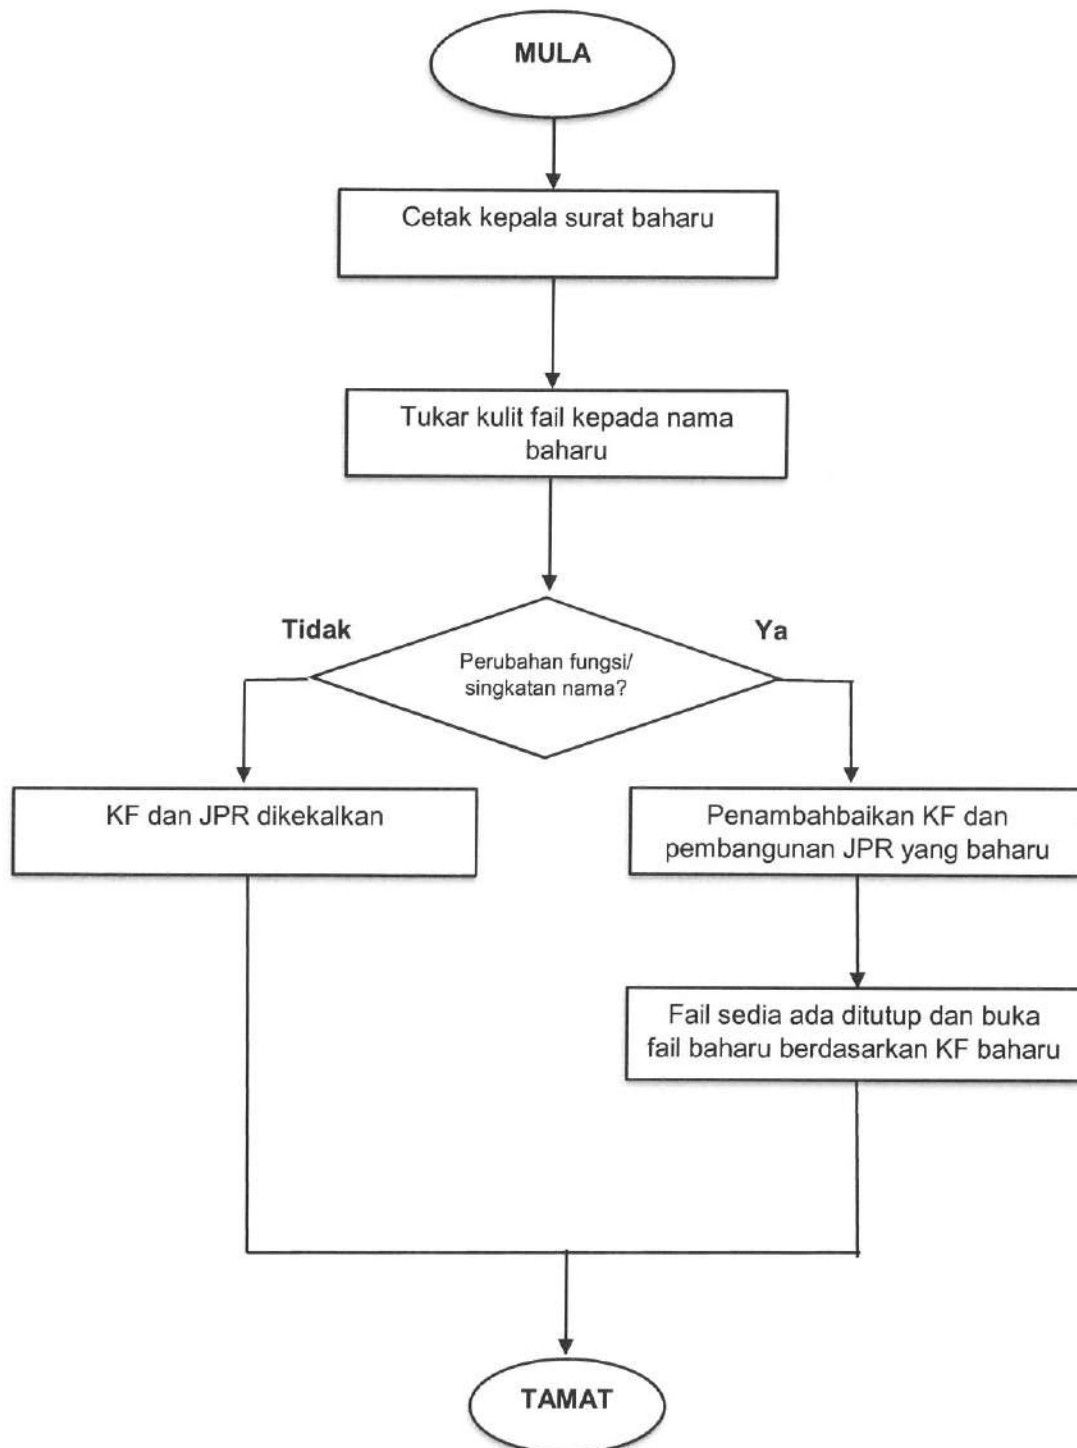 MULA
Cetak kepala surat baharu
Tukar kulit fail kepada nama
baharu
Tidak
Ya
Perubahan fungsi/
singkatan nama?
KF dan JPR dikekalkan
Penambahbaikan KF dan
pembangunan JPR yang baharu
Fail sedia ada ditutup dan buka
fail baharu berdasarkan KF baharu
TAMAT